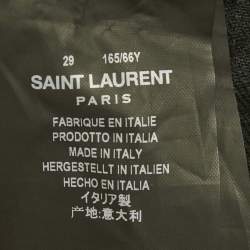 29 165/66Y
SAINT LAURENT
PARIS
FABRIQUE EN ITALIE
PRODOTTO IN ITALIA
MADE IN ITALY
HERGESTELLT IN ITALIEN
HECHO EN ITALIA
イタリア製
产地:意大利